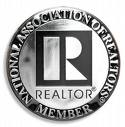 NATIONAL ASSOCIATION OF REALTORS®
R
REALTOR®
MEMBER